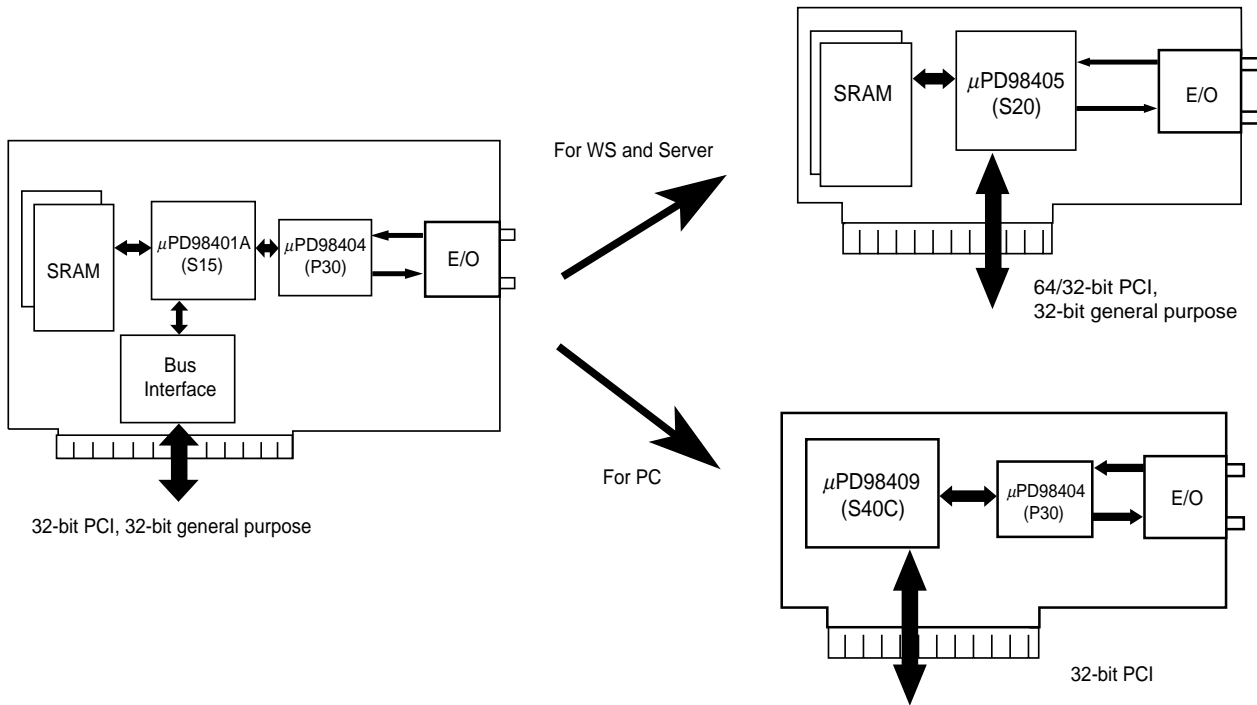 SRAM
μPD98401A
(S15)
μPD98404
(P30)
E/O
Bus
Interface
32-bit PCI, 32-bit general purpose
For WS and Server
For PC
SRAM
μPD98405
(S20)
E/O
64/32-bit PCI,
32-bit general purpose
μPD98409
(S40C)
μPD98404
(P30)
E/O
32-bit PCI